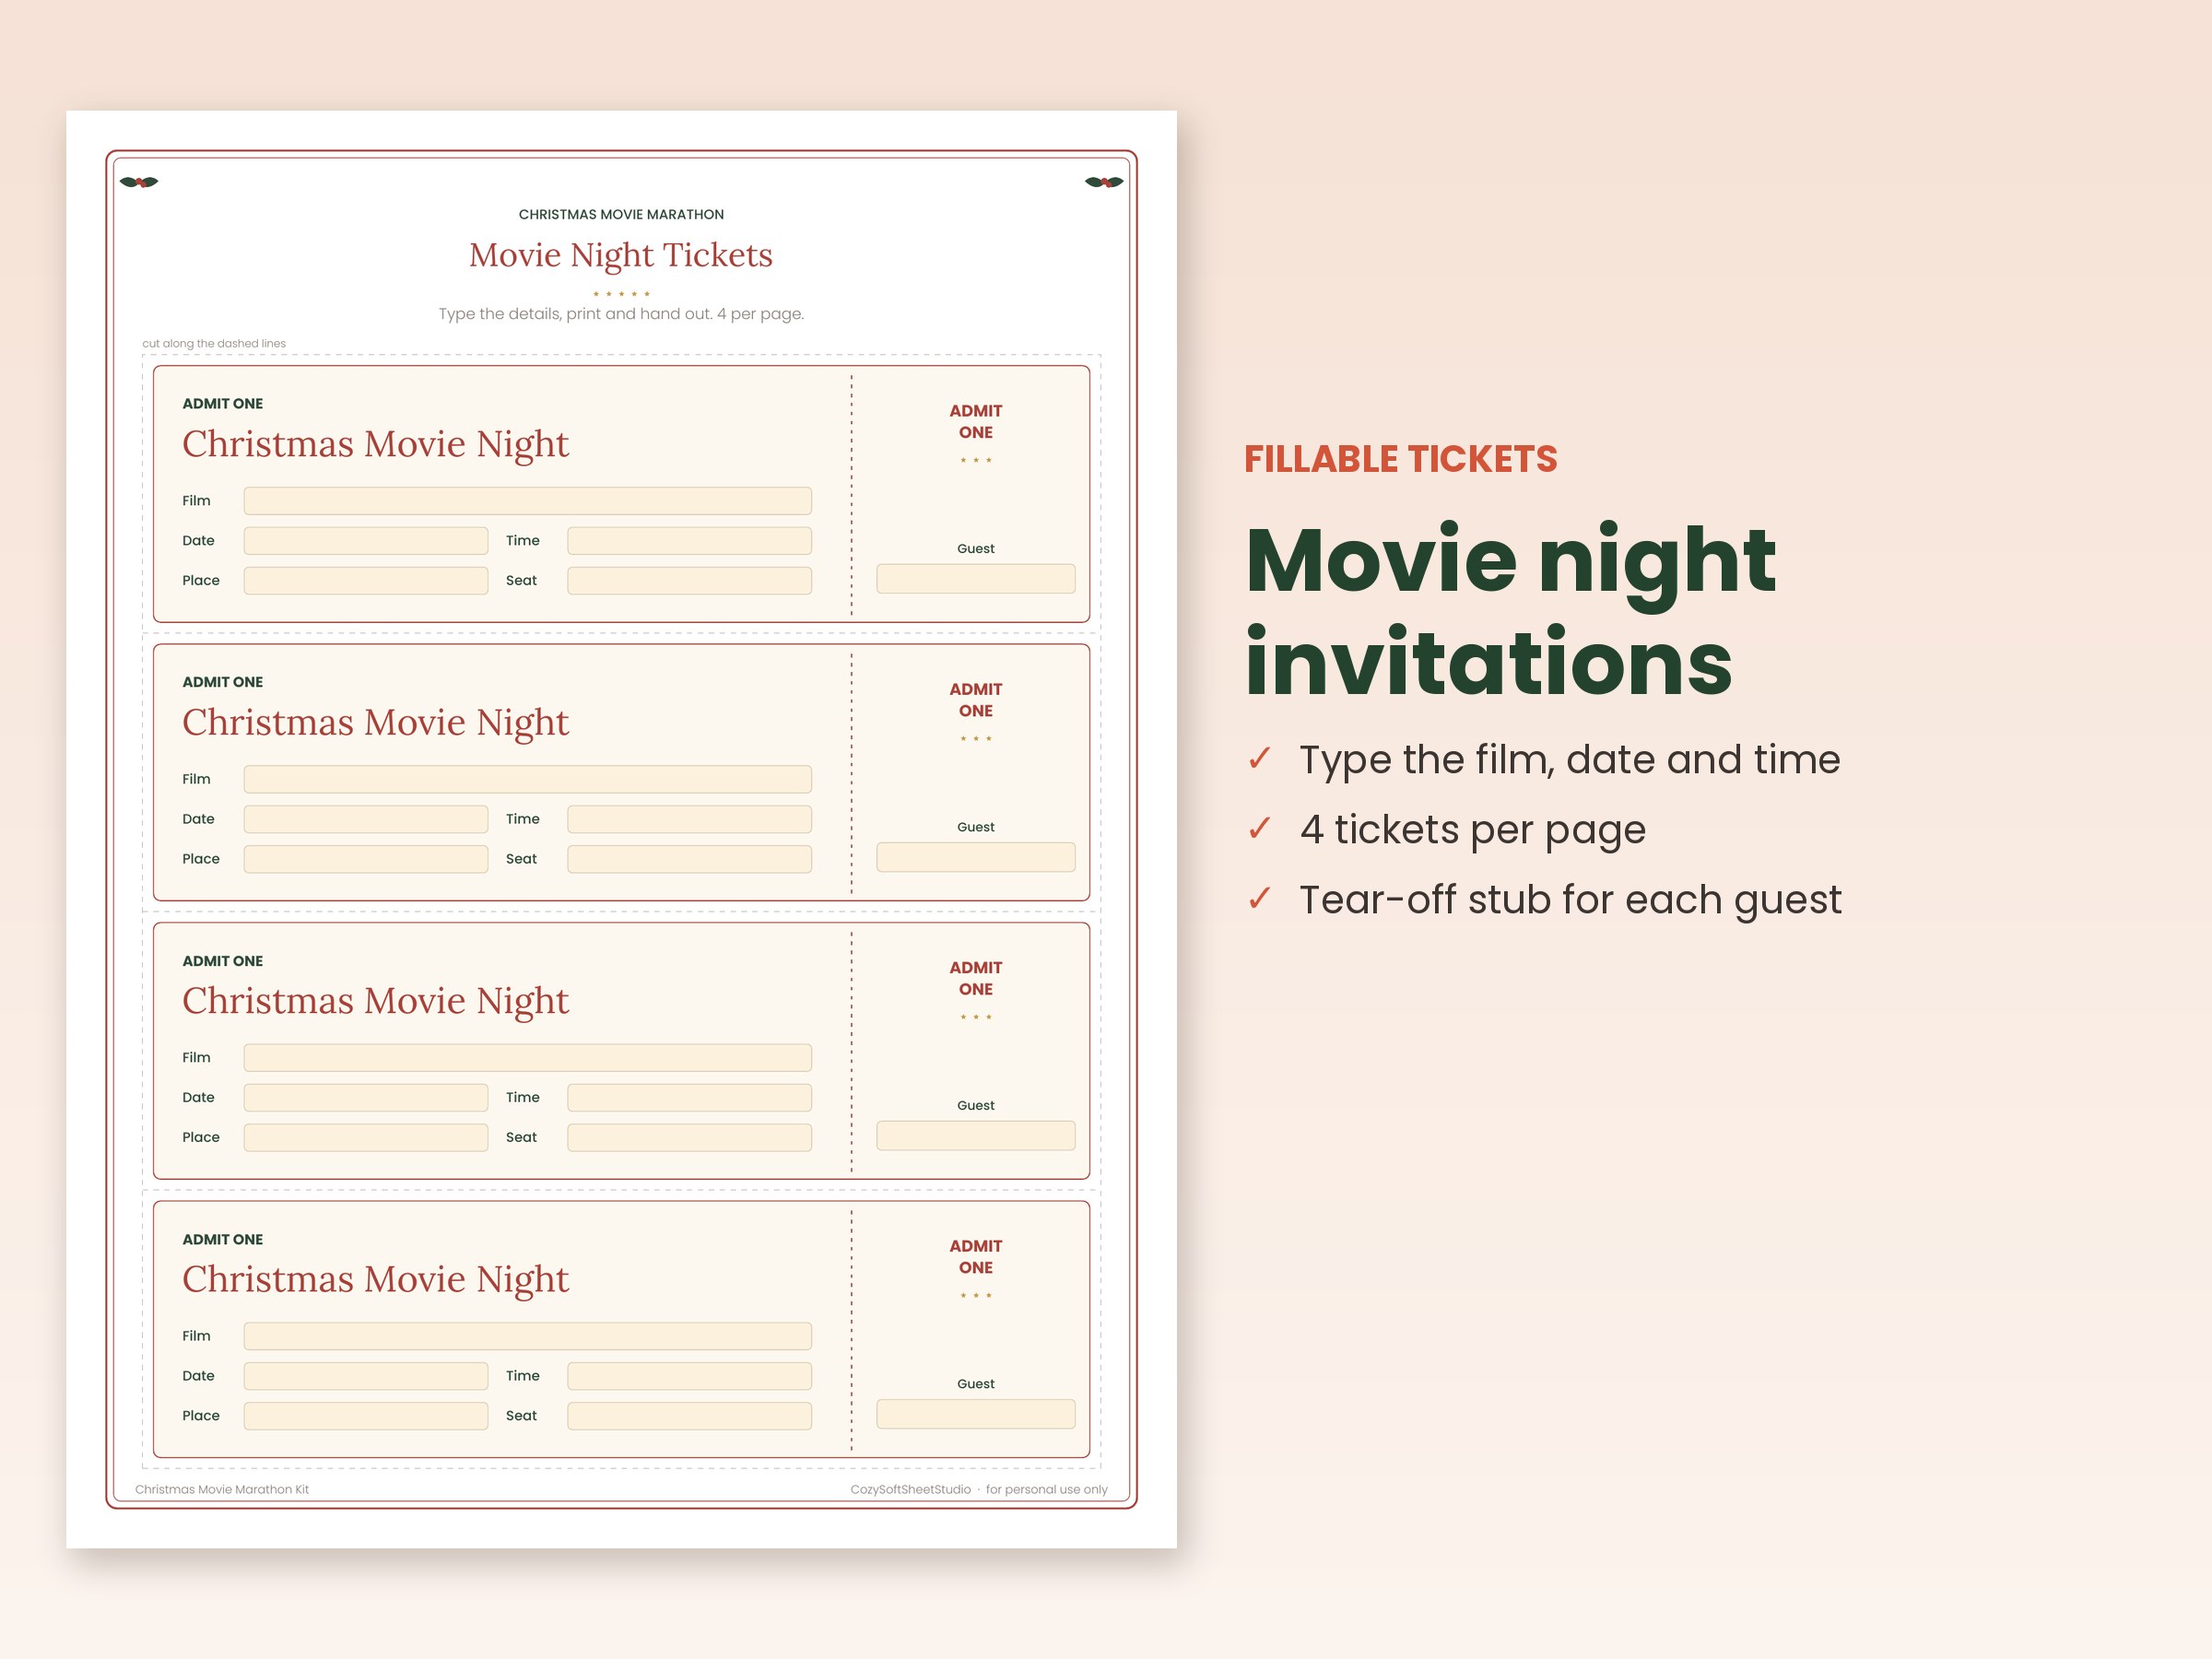 CHRISTMAS MOVIE MARATHON
Movie Night Tickets
Type the details, print and hand out. 4 per page.
cut along the dashed lines
ADMIT ONE
Christmas Movie Night
Film
Date Time
Place Seat
ADMIT
ONE
Guest
ADMIT ONE
Christmas Movie Night
Film
Date Time
Place Seat
ADMIT
ONE
Guest
ADMIT ONE
Christmas Movie Night
Film
Date Time
Place Seat
ADMIT
ONE
Guest
ADMIT ONE
Christmas Movie Night
Film
Date Time
Place Seat
ADMIT
ONE
Guest
Christmas Movie Marathon Kit
CozySoftSheetStudio · for personal use only
FILLABLE TICKETS
Movie night
invitations
✓ Type the film, date and time
✓ 4 tickets per page
✓ Tear-off stub for each guest